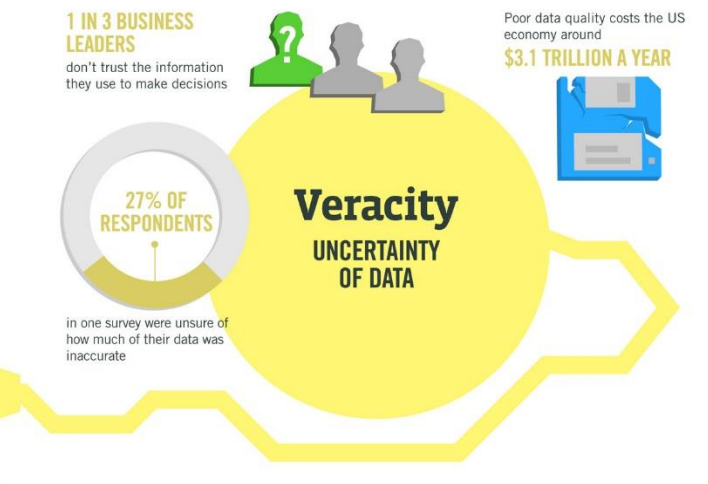 1 IN 3 BUSINESS
LEADERS
don't trust the information
they use to make decisions
?
Poor data quality costs the US
economy around
$3.1 TRILLION A YEAR
27% OF
RESPONDENTS
in one survey were unsure of
how much of their data was
inaccurate
Veracity
UNCERTAINTY
OF DATA